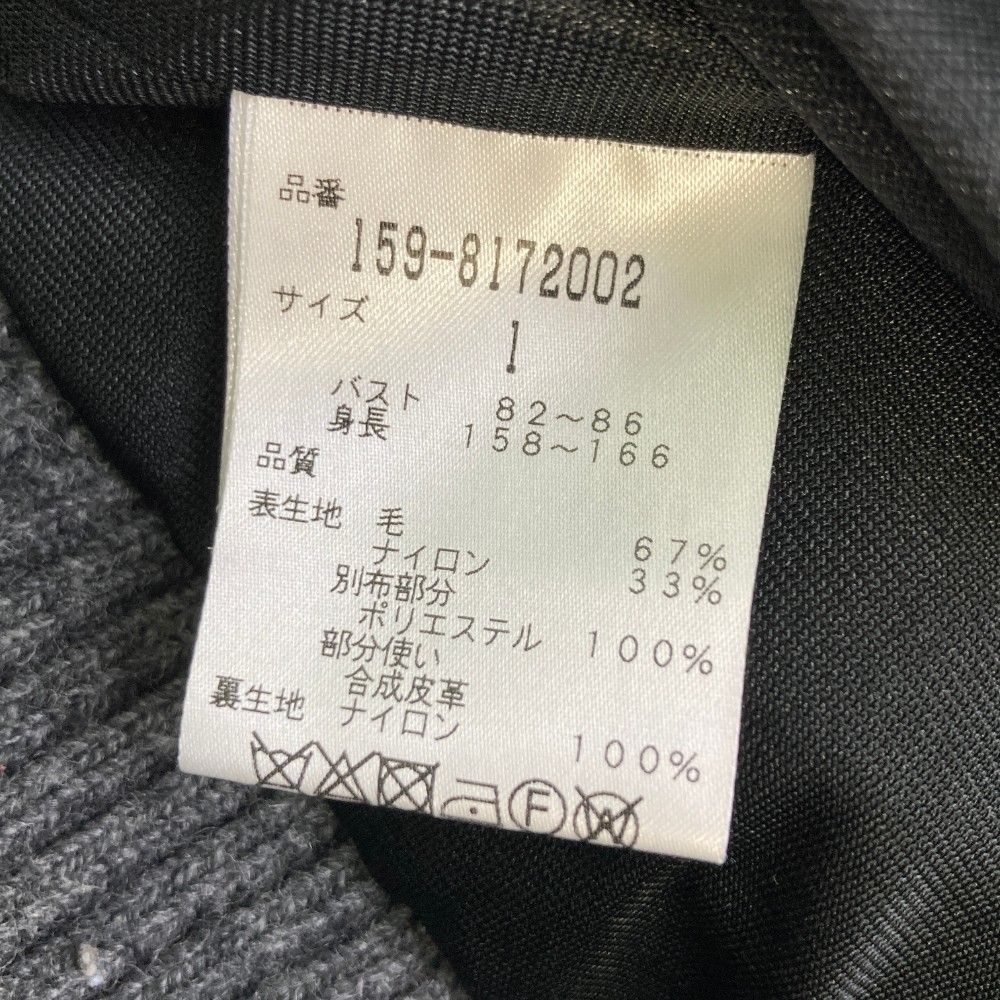 品番
159-8172002
サイズ
1
バスト 82～86
身長 158～166
品質
表生地 毛 67%
ナイロン 33%
別布部分
ポリエステル 100%
部分使い
合成皮革
裏生地 ナイロン 100%
F
W